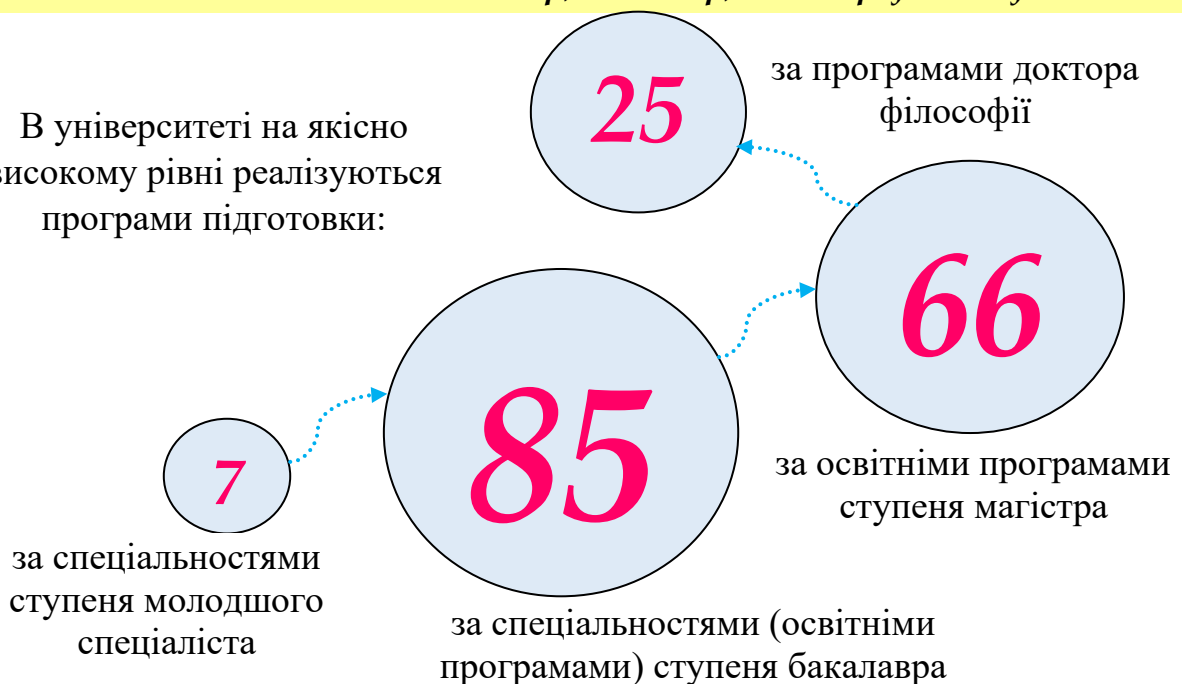 В університеті на якісно
високому рівні реалізуються
програми підготовки:
25
за програмами доктора
філософії
66
за освітніми програмами
ступеня магістра
85
за спеціальностями (освітніми
програмами) ступеня бакалавра
7
за спеціальностями
ступеня молодшого
спеціаліста